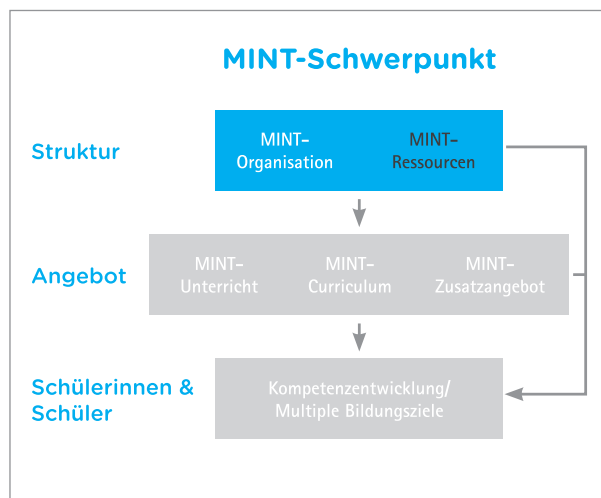 MINT-Schwerpunkt
Struktur
MINT-
Organisation
MINT-
Ressourcen
Angebot
MINT-
Unterricht
MINT-
Curriculum
MINT-
Zusatzangebot
Schülerinnen &
Schüler
Kompetenzentwicklung/
Multiple Bildungsziele